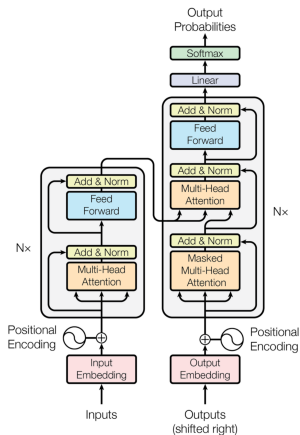 Output
Probabilities
Softmax
Linear
Add & Norm
Feed
Forward
Add & Norm
Multi-Head
Attention
Add & Norm
Masked
Multi-Head
Attention
N×
Positional
Encoding
Output
Embedding
Outputs
(shifted right)
Add & Norm
Feed
Forward
Add & Norm
Multi-Head
Attention
N×
Positional
Encoding
Input
Embedding
Inputs